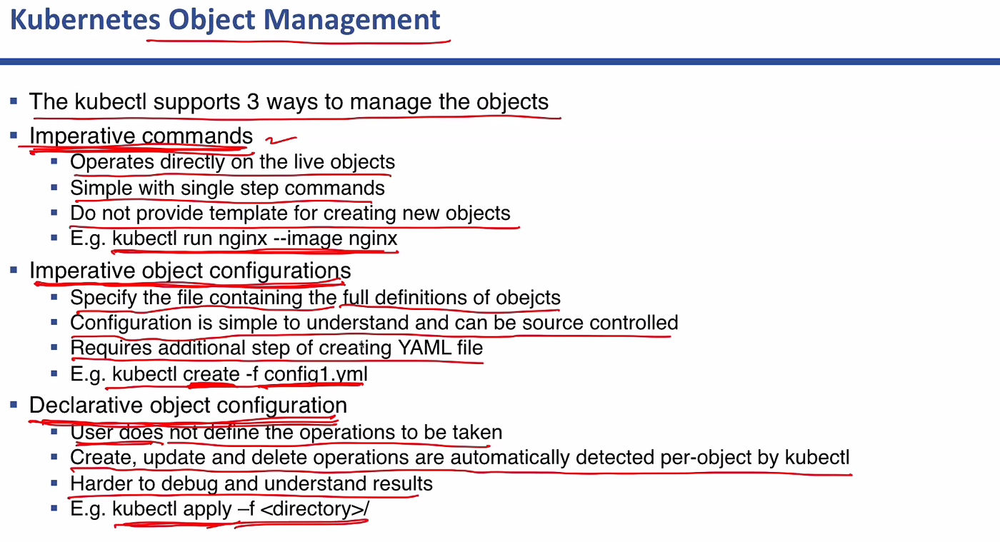 Kubernetes Object Management
▪ The kubectl supports 3 ways to manage the objects
▪ Imperative commands
▪ Operates directly on the live objects
▪ Simple with single step commands
▪ Do not provide template for creating new objects
▪ E.g. kubectl run nginx --image nginx
▪ Imperative object configurations
▪ Specify the file containing the full definitions of obejcts
▪ Configuration is simple to understand and can be source controlled
▪ Requires additional step of creating YAML file
▪ E.g. kubectl create -f config1.yml
▪ Declarative object configuration
▪ User does not define the operations to be taken
▪ Create, update and delete operations are automatically detected per-object by kubectl
▪ Harder to debug and understand results
▪ E.g. kubectl apply –f <directory>/